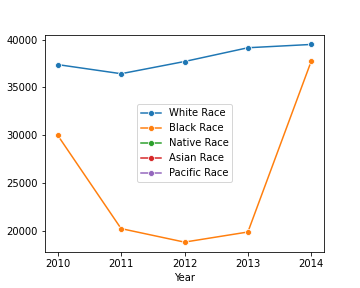 40000
35000
30000
25000
20000
White Race
Black Race
Native Race
Asian Race
Pacific Race
2010 2011 2012 2013 2014
Year